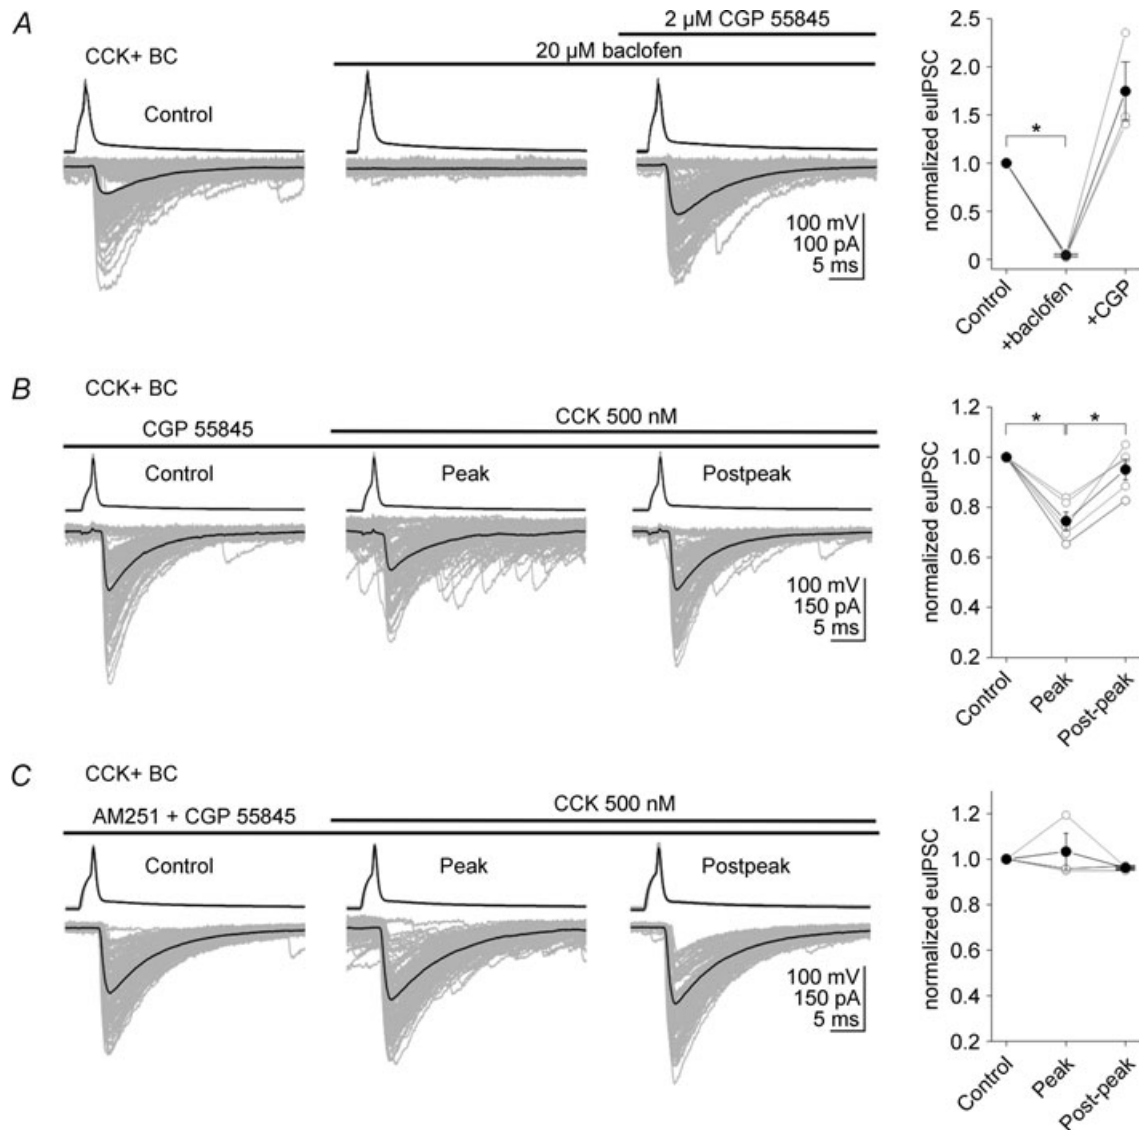 A
2 µM CGP 55845
20 µM baclofen
CCK+ BC
Control
100 mV
100 pA
5 ms
normalized euIPSC
2.5
2.0
1.5
1.0
0.5
0
*
Control
+baclofen
+CGP
B
CCK+ BC
CGP 55845
CCK 500 nM
Control
Peak
Postpeak
100 mV
150 pA
5 ms
normalized euIPSC
1.2
1.0
0.8
0.6
0.4
0.2
* *
Control
Peak
Post-peak
C
CCK+ BC
AM251 + CGP 55845
CCK 500 nM
Control
Peak
Postpeak
100 mV
150 pA
5 ms
normalized euIPSC
1.2
1.0
0.8
0.6
0.4
0.2
Control
Peak
Post-peak